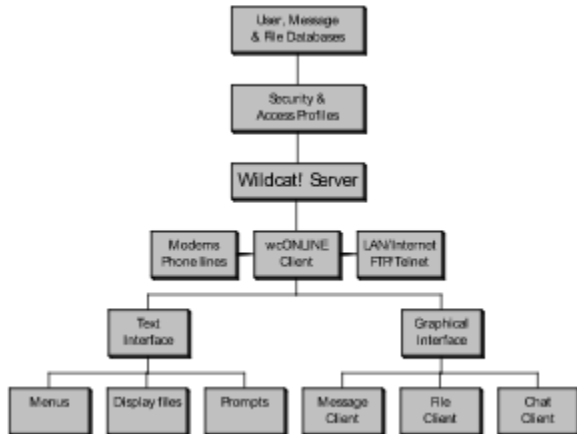 User, Message
& File Databases
Security &
Access Profiles
Wildcat! Server
Modems
Phone lines
wcONLINE
Client
LAN/Internet
FTP/Telnet
Text
Interface
Graphical
Interface
Menus
Display files
Prompts
Message
Client
File
Client
Chat
Client